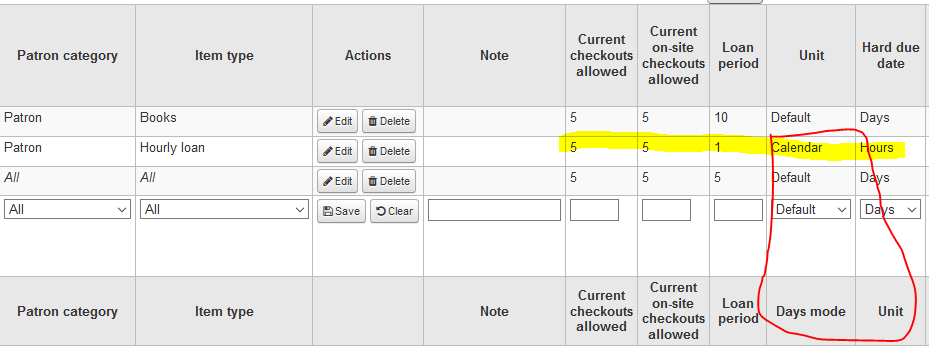 Patron category Item type Actions Note Current checkouts allowed Current on-site checkouts allowed Loan period Unit Hard due date
Patron Books Edit Delete 5 5 10 Default Days
Patron Hourly loan Edit Delete 5 5 1 Calendar Hours
All All Edit Delete 5 5 5 Default Days
All All Save Clear Default Days
Patron category Item type Actions Note Current checkouts allowed Current on-site checkouts allowed Loan period Days mode Unit